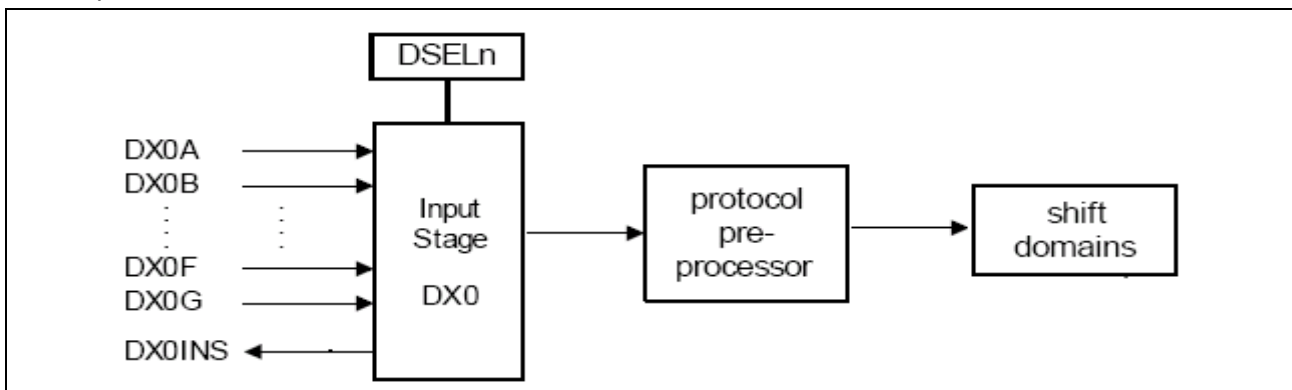 DSELn
DX0A
DX0B
DX0F
DX0G
DX0INS
Input
Stage
DX0
protocol
pre-
processor
shift
domains